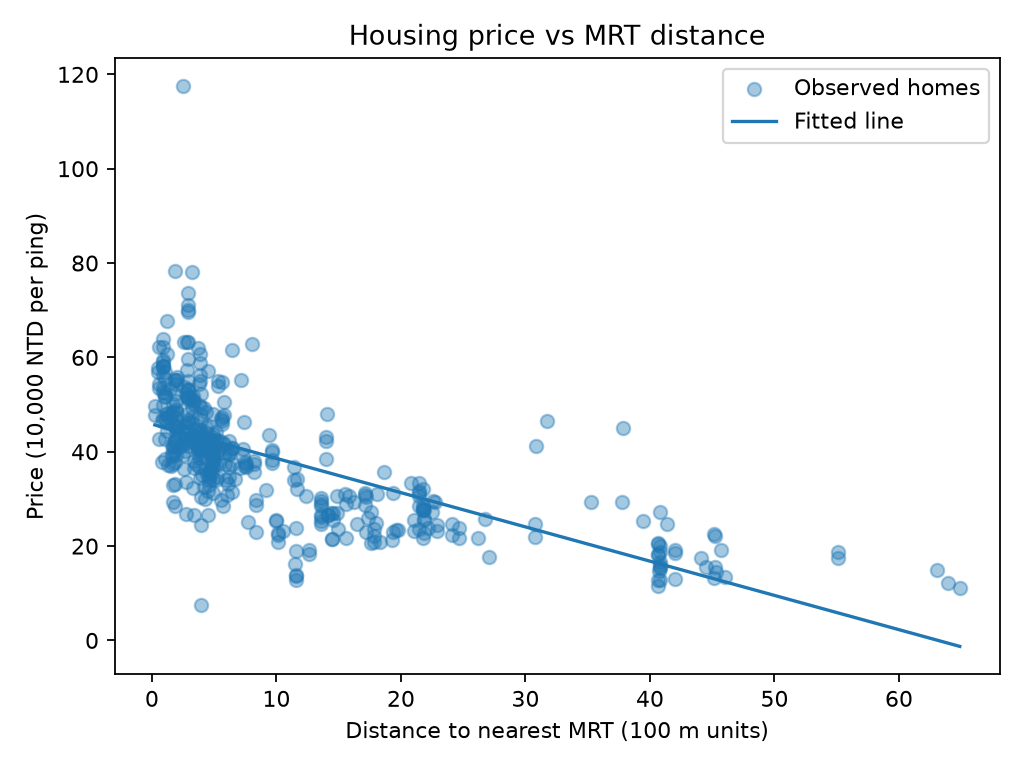 Housing price vs MRT distance
120
100
80
60
40
20
0
Price (10,000 NTD per ping)
Observed homes
Fitted line
0 10 20 30 40 50 60
Distance to nearest MRT (100 m units)